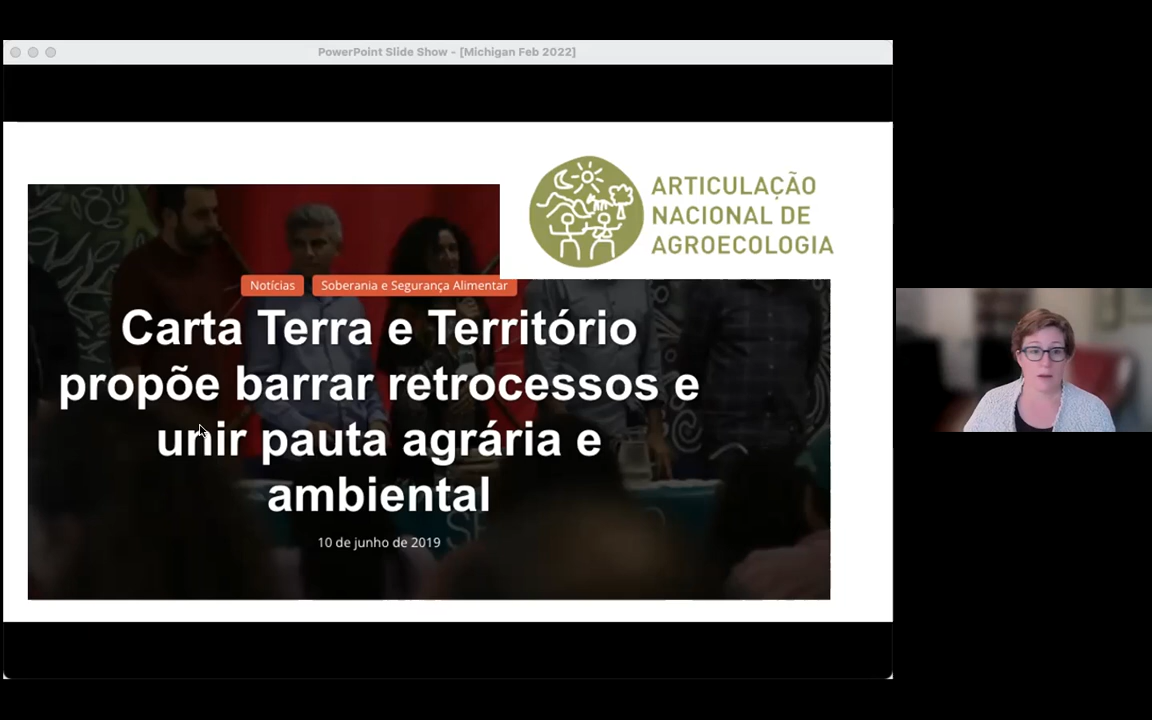 PowerPoint Slide Show - [Michigan Feb 2022]
ARTICULAÇÃO
NACIONAL DE
AGROECOLOGIA
Notícias
Soberania e Segurança Alimentar
Carta Terra e Território
propõe barrar retrocessos e
unir pauta agrária e
ambiental
10 de junho de 2019